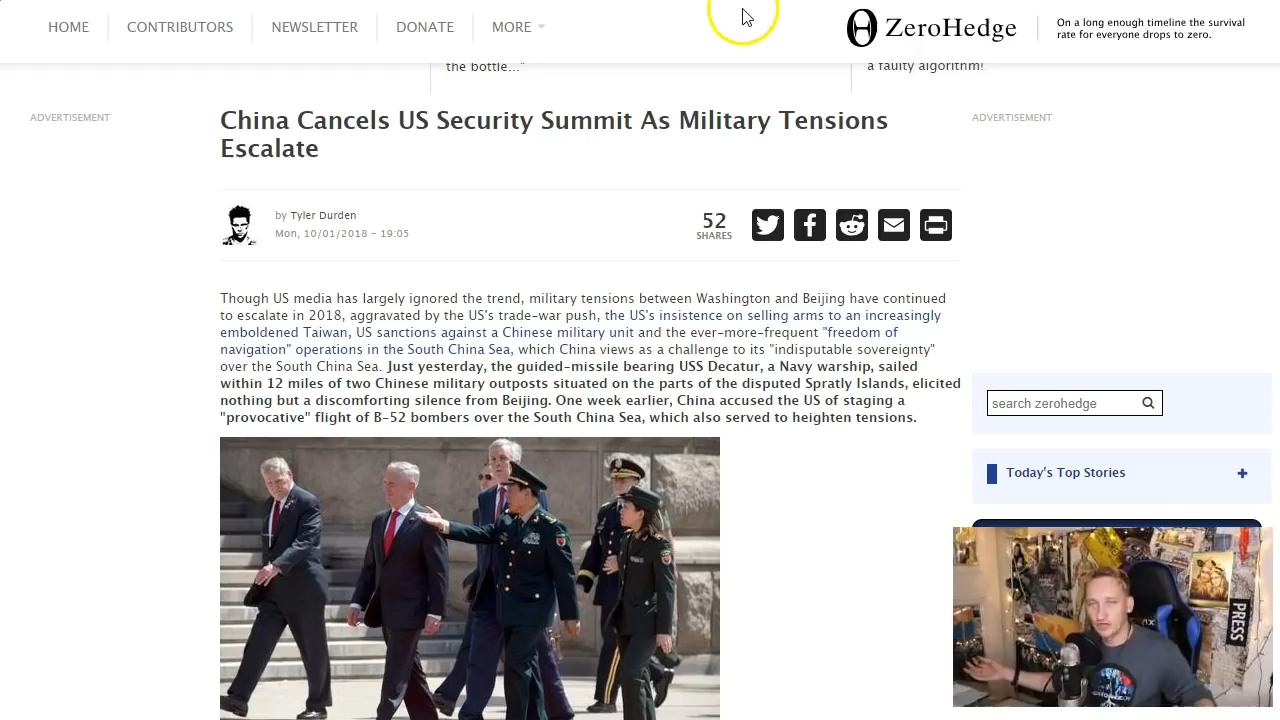 HOME
CONTRIBUTORS
NEWSLETTER
DONATE
MORE
ZeroHedge
On a long enough timeline the survival
rate for everyone drops to zero.
the bottle..."
a faulty algorithm!
ADVERTISEMENT
China Cancels US Security Summit As Military Tensions
Escalate
ADVERTISEMENT
by Tyler Durden
Mon, 10/01/2018 - 19:05
52
SHARES
Though US media has largely ignored the trend, military tensions between Washington and Beijing have continued
to escalate in 2018, aggravated by the US's trade-war push, the US's insistence on selling arms to an increasingly
emboldened Taiwan, US sanctions against a Chinese military unit and the ever-more-frequent "freedom of
navigation" operations in the South China Sea, which China views as a challenge to its "indisputable sovereignty"
over the South China Sea. Just yesterday, the guided-missile bearing USS Decatur, a Navy warship, sailed
within 12 miles of two Chinese military outposts situated on the parts of the disputed Spratly Islands, elicited
nothing but a discomforting silence from Beijing. One week earlier, China accused the US of staging a
"provocative" flight of B-52 bombers over the South China Sea, which also served to heighten tensions.
search zerohedge
Today's Top Stories
PRESS